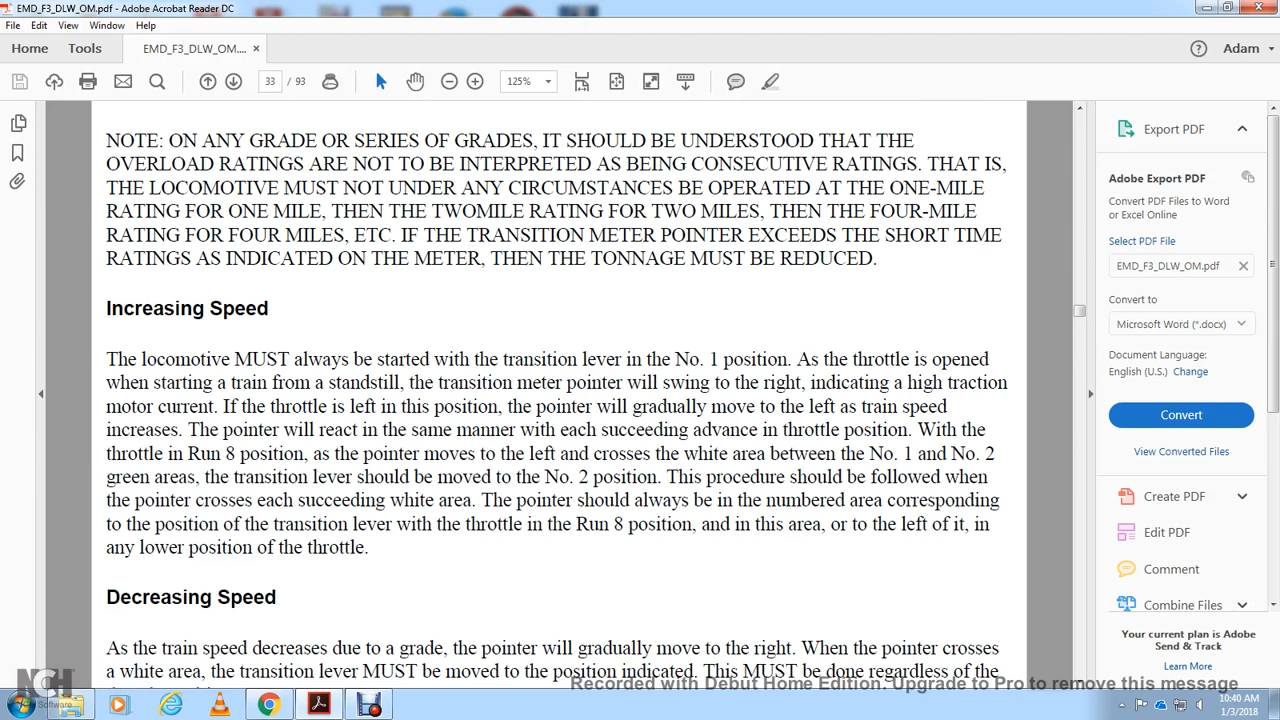 EMD_F3_DLW_OM.pdf - Adobe Acrobat Reader DC
File Edit View Window Help
Home Tools EMD_F3_DLW_OM.... × Adam
33 / 93 125%
NOTE: ON ANY GRADE OR SERIES OF GRADES, IT SHOULD BE UNDERSTOOD THAT THE
OVERLOAD RATINGS ARE NOT TO BE INTERPRETED AS BEING CONSECUTIVE RATINGS. THAT IS,
THE LOCOMOTIVE MUST NOT UNDER ANY CIRCUMSTANCES BE OPERATED AT THE ONE-MILE
RATING FOR ONE MILE, THEN THE TWOMILE RATING FOR TWO MILES, THEN THE FOUR-MILE
RATING FOR FOUR MILES, ETC. IF THE TRANSITION METER POINTER EXCEEDS THE SHORT TIME
RATINGS AS INDICATED ON THE METER, THEN THE TONNAGE MUST BE REDUCED.
Increasing Speed
The locomotive MUST always be started with the transition lever in the No. 1 position. As the throttle is opened
when starting a train from a standstill, the transition meter pointer will swing to the right, indicating a high traction
motor current. If the throttle is left in this position, the pointer will gradually move to the left as train speed
increases. The pointer will react in the same manner with each succeeding advance in throttle position. With the
throttle in Run 8 position, as the pointer moves to the left and crosses the white area between the No. 1 and No. 2
green areas, the transition lever should be moved to the No. 2 position. This procedure should be followed when
the pointer crosses each succeeding white area. The pointer should always be in the numbered area corresponding
to the position of the transition lever with the throttle in the Run 8 position, and in this area, or to the left of it, in
any lower position of the throttle.
Decreasing Speed
As the train speed decreases due to a grade, the pointer will gradually move to the right. When the pointer crosses
a white area, the transition lever MUST be moved to the position indicated. This MUST be done regardless of the
Export PDF
Adobe Export PDF
Convert PDF Files to Word
or Excel Online
Select PDF File
EMD_F3_DLW_OM.pdf ×
Convert to
Microsoft Word (*.docx)
Document Language:
English (U.S.) Change
Convert
View Converted Files
Create PDF
Edit PDF
Comment
Combine Files
Your current plan is Adobe
Send & Track
Learn More
NCH
Software
Recorded with Debut Home Edition. Upgrade to Pro to remove this message
10:40 AM
1/3/2018